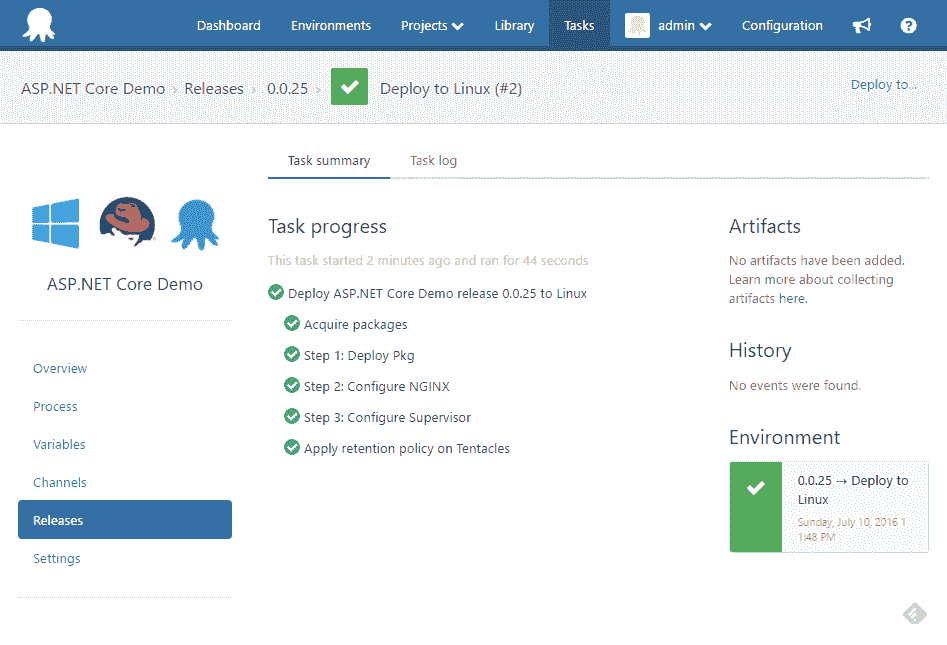 Dashboard Environments Projects Library Tasks admin Configuration
ASP.NET Core Demo › Releases › 0.0.25 › Deploy to Linux (#2) Deploy to...
Task summary Task log
ASP.NET Core Demo
Overview
Process
Variables
Channels
Releases
Settings
Task progress
This task started 2 minutes ago and ran for 44 seconds
Deploy ASP.NET Core Demo release 0.0.25 to Linux
Acquire packages
Step 1: Deploy Pkg
Step 2: Configure NGINX
Step 3: Configure Supervisor
Apply retention policy on Tentacles
Artifacts
No artifacts have been added.
Learn more about collecting
artifacts here.
History
No events were found.
Environment
0.0.25 → Deploy to
Linux
Sunday, July 10, 2016 1
1:48 PM